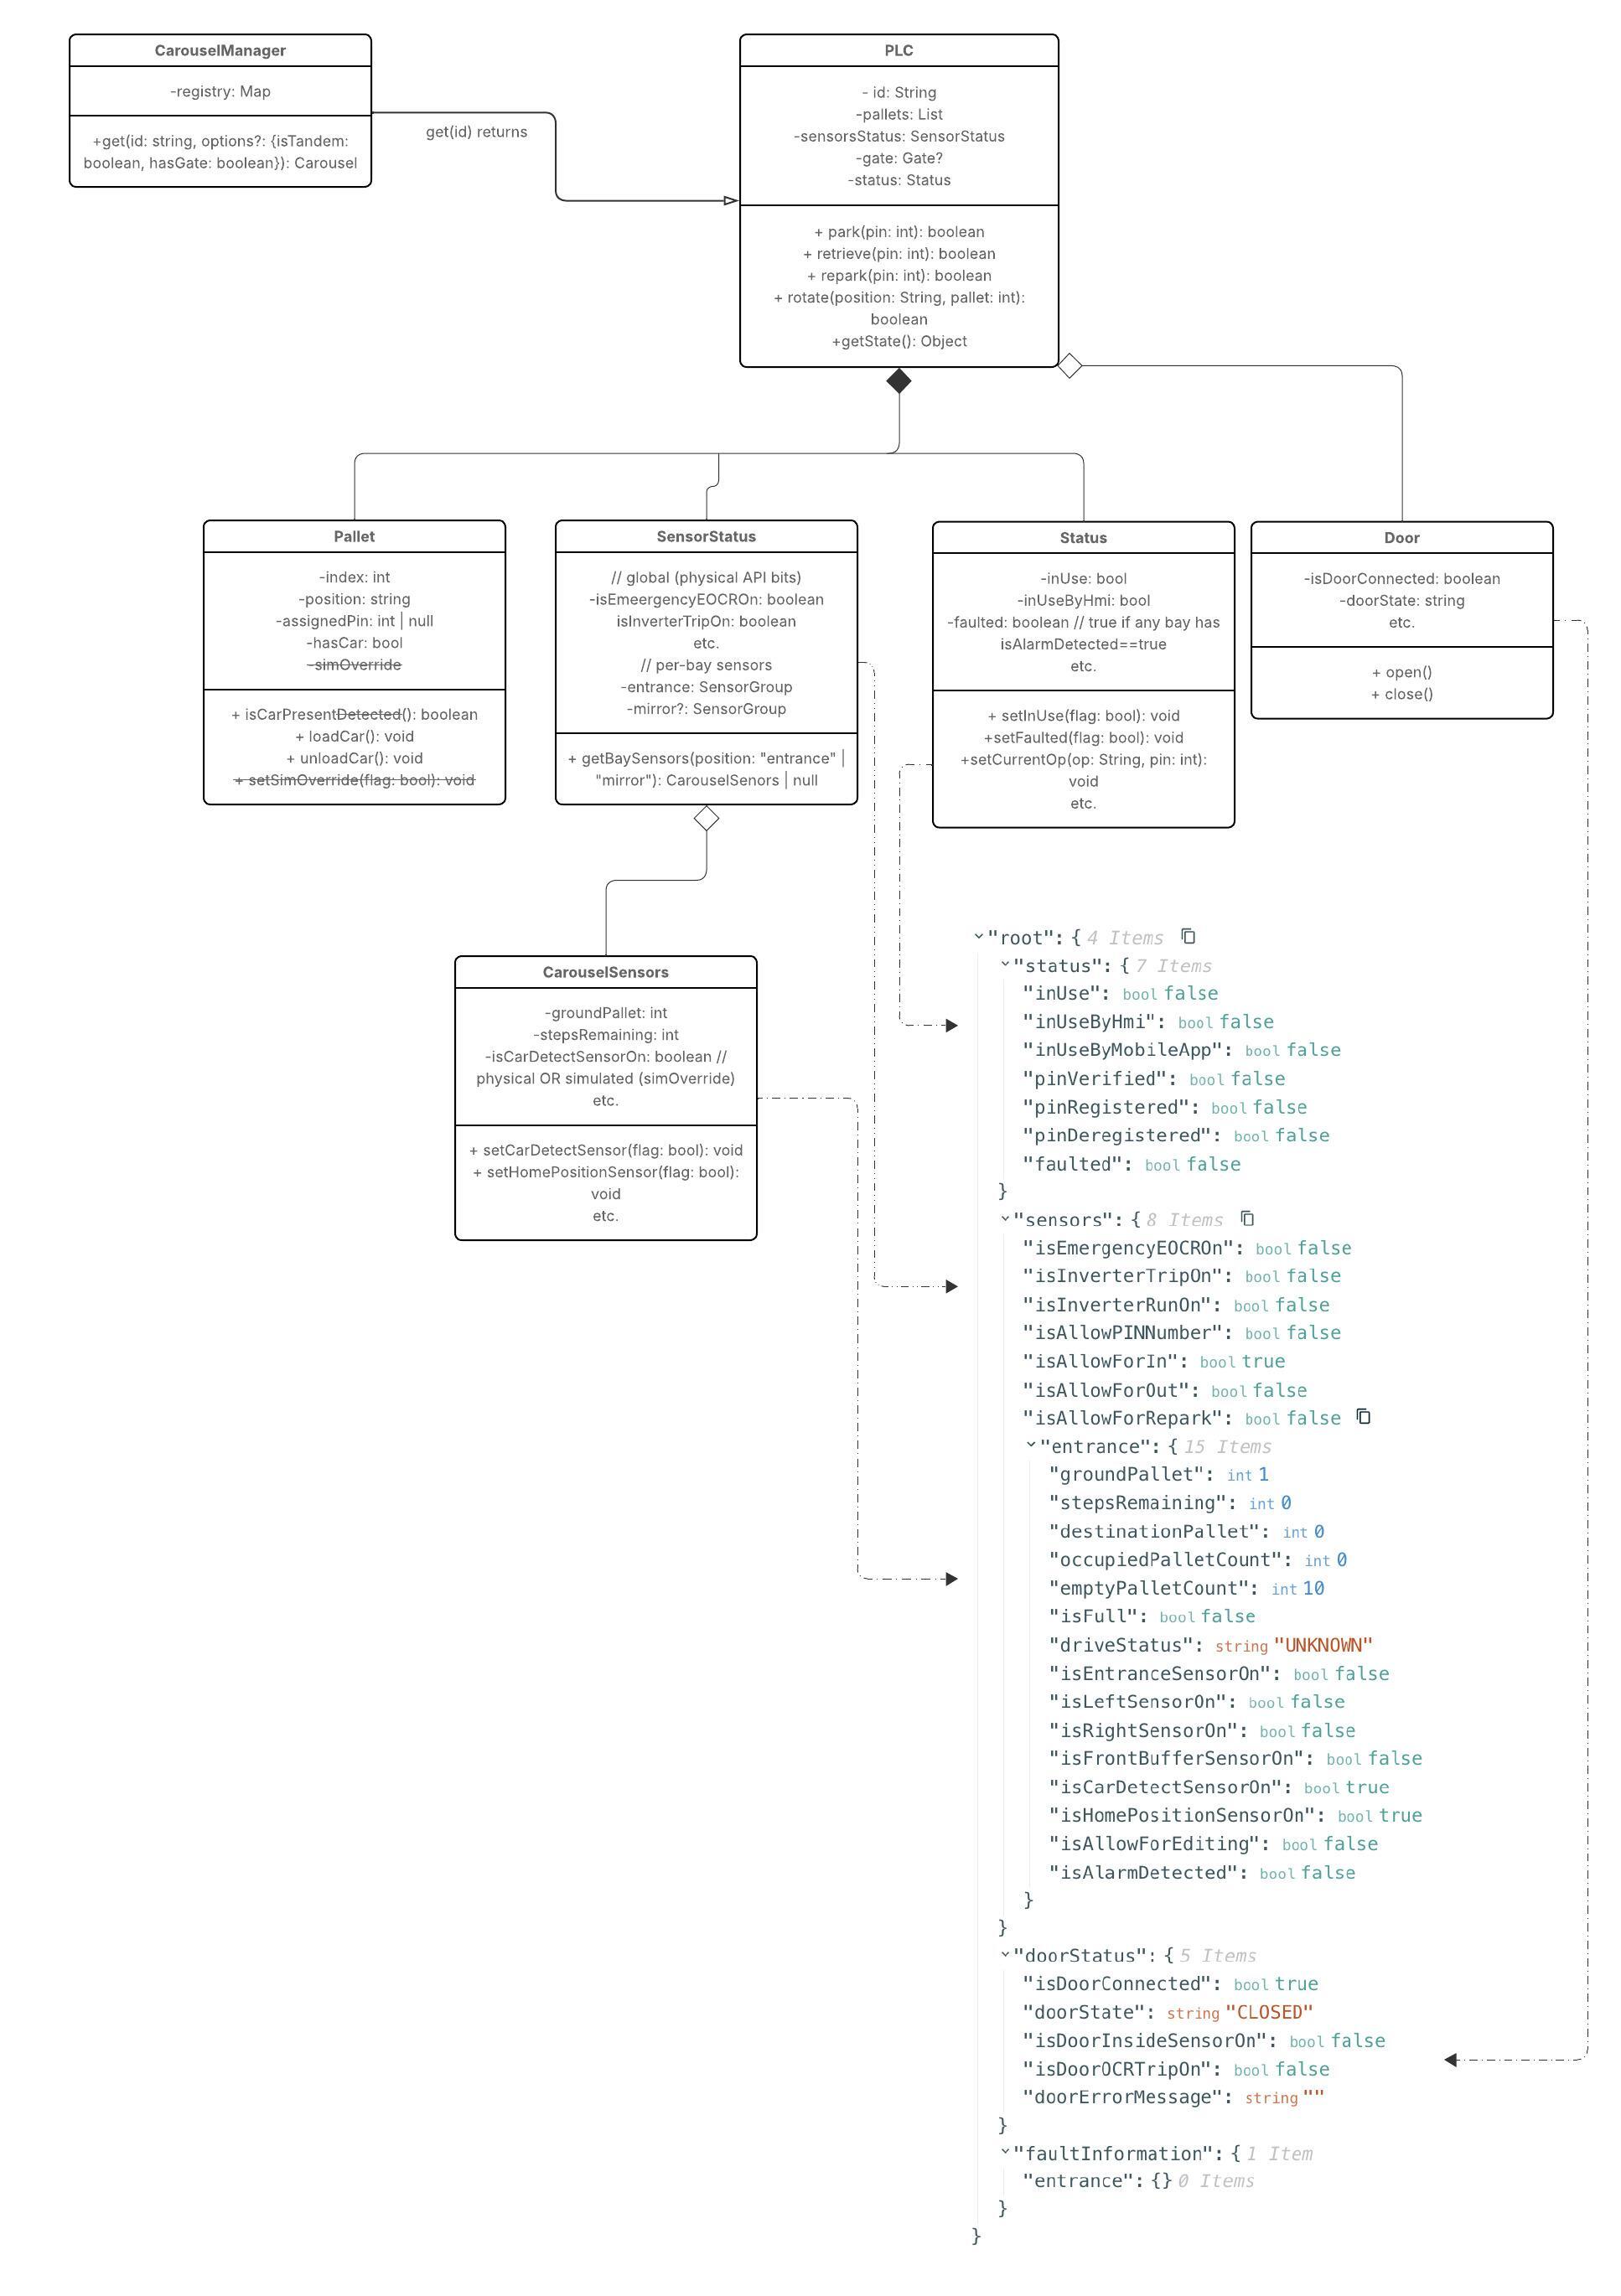 CarouselManager
-registry: Map
+get(id: string, options?: {isTandem:
boolean, hasGate: boolean}): Carousel
get(id) returns
PLC
- id: String
-pallets: List
-sensorsStatus: SensorStatus
-gate: Gate?
-status: Status
+ park(pin: int): boolean
+ retrieve(pin: int): boolean
+ repark(pin: int): boolean
+ rotate(position: String, pallet: int):
boolean
+getState(): Object
Pallet
-index: int
-position: string
-assignedPin: int | null
-hasCar: bool
-simOverride
+ isCarPresentDetected(): boolean
+ loadCar(): void
+ unloadCar(): void
+ setSimOverride(flag: bool): void
SensorStatus
// global (physical API bits)
-isEmeergencyEOCROn: boolean
isInverterTripOn: boolean
etc.
// per-bay sensors
-entrance: SensorGroup
-mirror?: SensorGroup
+ getBaySensors(position: "entrance" |
"mirror"): CarouselSenors | null
Status
-inUse: bool
-inUseByHmi: bool
-faulted: boolean // true if any bay has
isAlarmDetected==true
etc.
+ setInUse(flag: bool): void
+setFaulted(flag: bool): void
+setCurrentOp(op: String, pin: int):
void
etc.
Door
-isDoorConnected: boolean
-doorState: string
etc.
+ open()
+ close()
CarouselSensors
-groundPallet: int
-stepsRemaining: int
-isCarDetectSensorOn: boolean //
physical OR simulated (simOverride)
etc.
+ setCarDetectSensor(flag: bool): void
+ setHomePositionSensor(flag: bool):
void
etc.
"root": { 4 Items
"status": { 7 Items
"inUse": bool false
"inUseByHmi": bool false
"inUseByMobileApp": bool false
"pinVerified": bool false
"pinRegistered": bool false
"pinDeregistered": bool false
"faulted": bool false
}
"sensors": { 8 Items
"isEmergencyEOCROn": bool false
"isInverterTripOn": bool false
"isInverterRunOn": bool false
"isAllowPINNumber": bool false
"isAllowForIn": bool true
"isAllowForOut": bool false
"isAllowForRepark": bool false
"entrance": { 15 Items
"groundPallet": int 1
"stepsRemaining": int 0
"destinationPallet": int 0
"occupiedPalletCount": int 0
"emptyPalletCount": int 10
"isFull": bool false
"driveStatus": string "UNKNOWN"
"isEntranceSensorOn": bool false
"isLeftSensorOn": bool false
"isRightSensorOn": bool false
"isFrontBufferSensorOn": bool false
"isCarDetectSensorOn": bool true
"isHomePositionSensorOn": bool true
"isAllowForEditing": bool false
"isAlarmDetected": bool false
}
}
"doorStatus": { 5 Items
"isDoorConnected": bool true
"doorState": string "CLOSED"
"isDoorInsideSensorOn": bool false
"isDoorOCRTripOn": bool false
"doorErrorMessage": string ""
}
"faultInformation": { 1 Item
"entrance": {} 0 Items
}
}